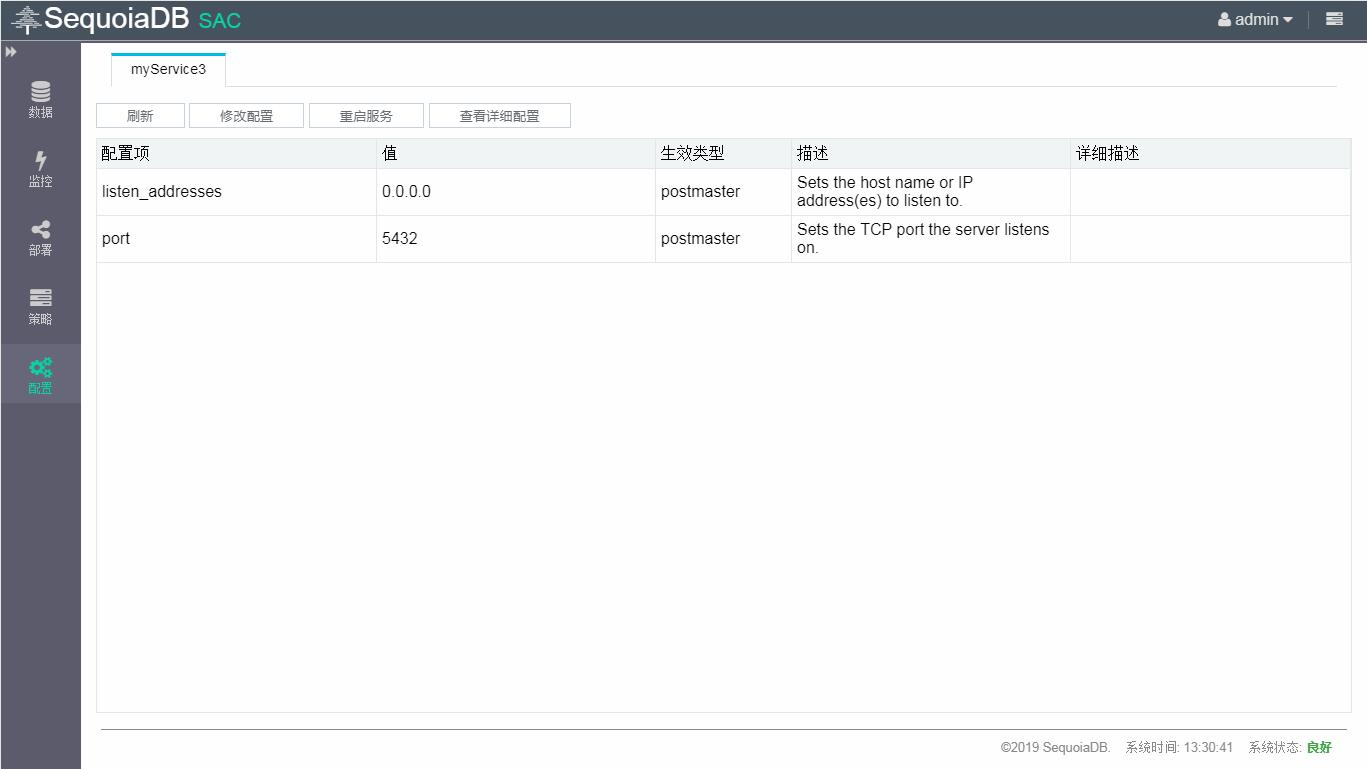 SequoiaDB SAC
admin
数据
监控
部署
策略
配置
myService3
刷新 修改配置 重启服务 查看详细配置
配置项 值 生效类型 描述 详细描述
listen_addresses 0.0.0.0 postmaster Sets the host name or IP
address(es) to listen to.
port 5432 postmaster Sets the TCP port the server listens
on.
©2019 SequoiaDB. 系统时间: 13:30:41 系统状态: 良好